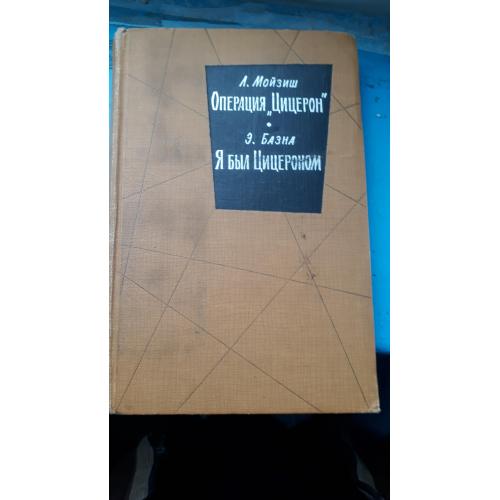 Л. Мойзиш
Операция „Цицерон"
•
Э. Базна
Я был Цицероном